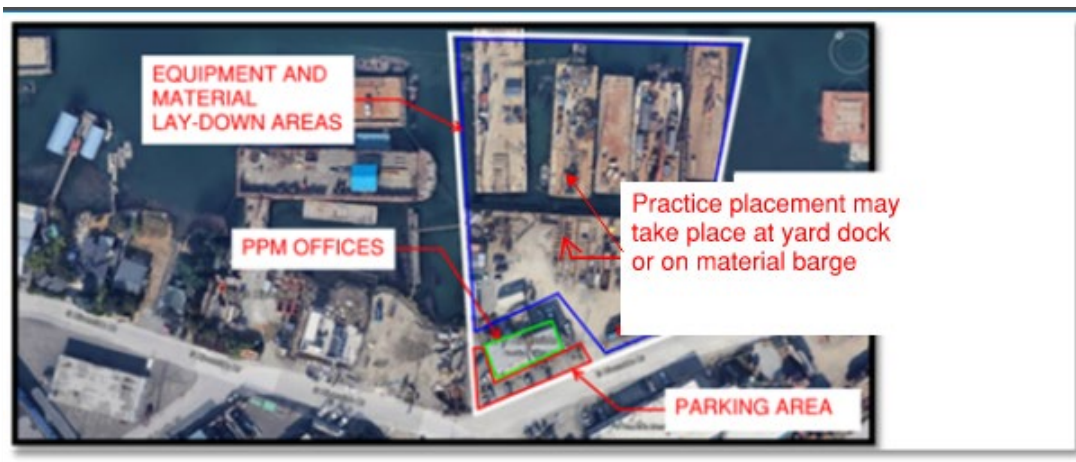 EQUIPMENT AND
MATERIAL
LAY-DOWN AREAS
Practice placement may
take place at yard dock
or on material barge
PPM OFFICES
PARKING AREA